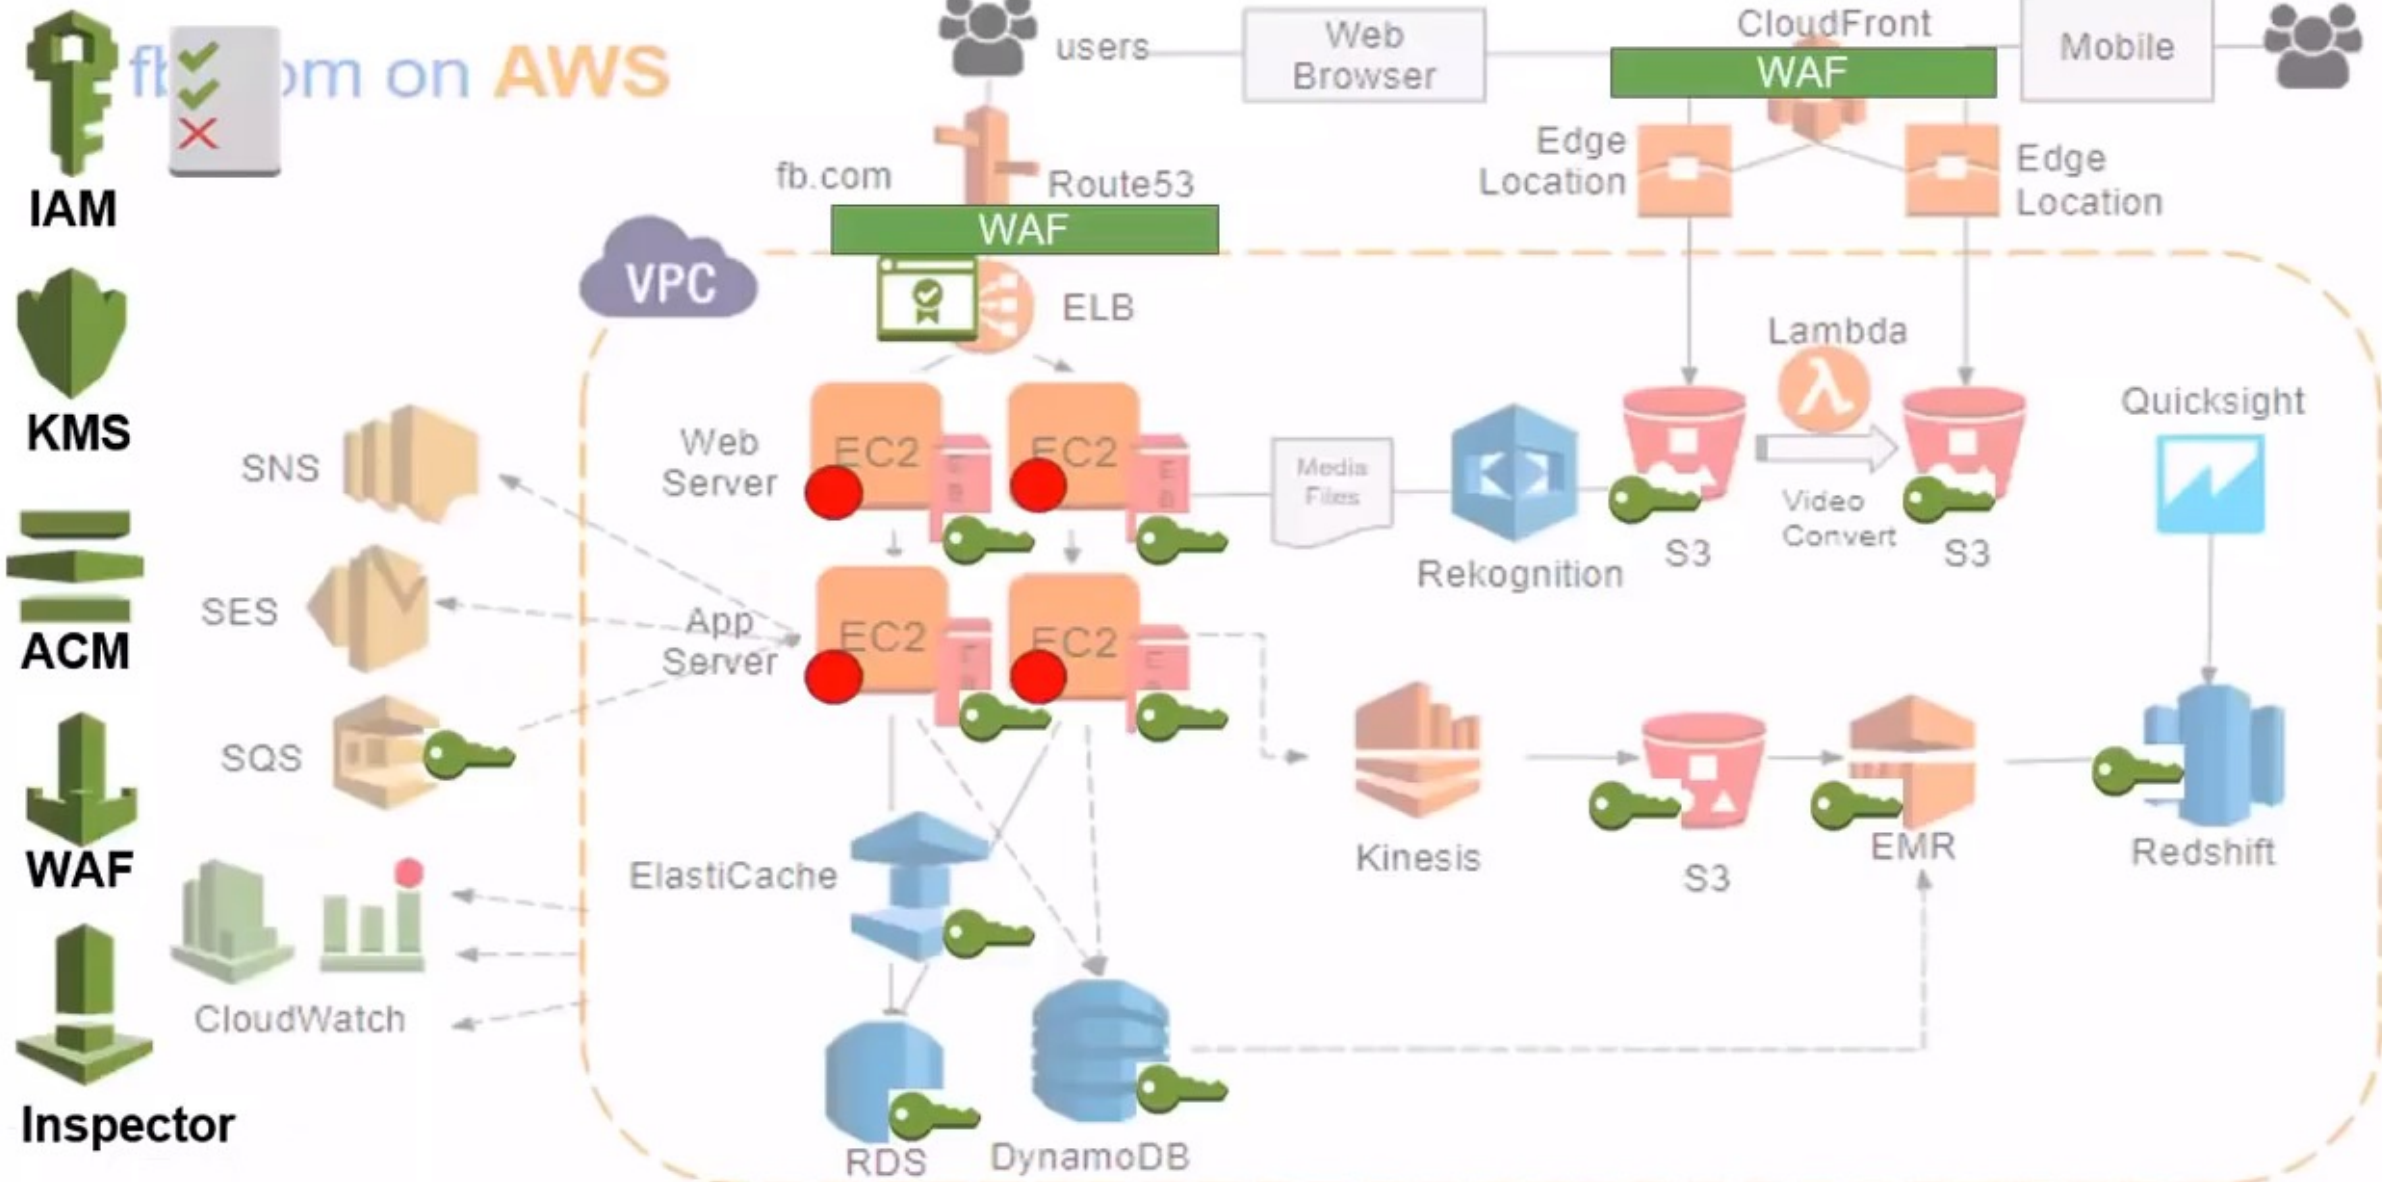 om on AWS
users
Web
Browser
CloudFront
WAF
Mobile
Edge
Location
Edge
Location
fb.com
Route53
WAF
IAM
VPC
ELB
KMS
Lambda
Quicksight
SNS
Web
Server
EC2
EC2
Media
Files
Rekognition
S3
Video
Convert
S3
ACM
SES
App
Server
EC2
EC2
SQS
WAF
ElastiCache
Kinesis
S3
EMR
Redshift
CloudWatch
Inspector
RDS
DynamoDB